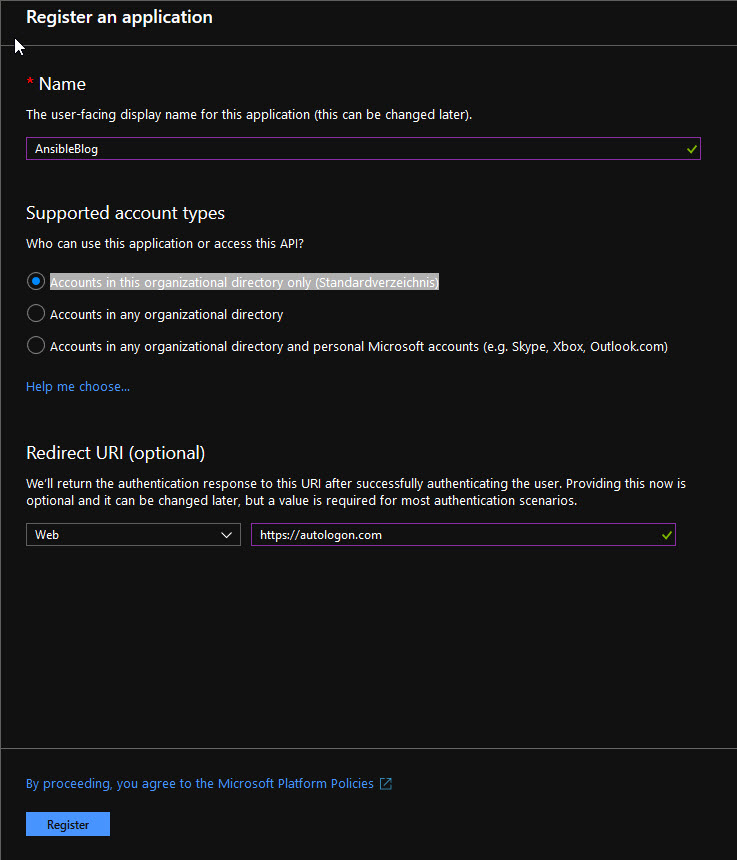 Register an application
* Name
The user-facing display name for this application (this can be changed later).
AnsibleBlog
Supported account types
Who can use this application or access this API?
Accounts in this organizational directory only (Standardverzeichnis)
Accounts in any organizational directory
Accounts in any organizational directory and personal Microsoft accounts (e.g. Skype, Xbox, Outlook.com)
Help me choose...
Redirect URI (optional)
We'll return the authentication response to this URI after successfully authenticating the user. Providing this now is
optional and it can be changed later, but a value is required for most authentication scenarios.
Web
https://autologon.com
By proceeding, you agree to the Microsoft Platform Policies
Register